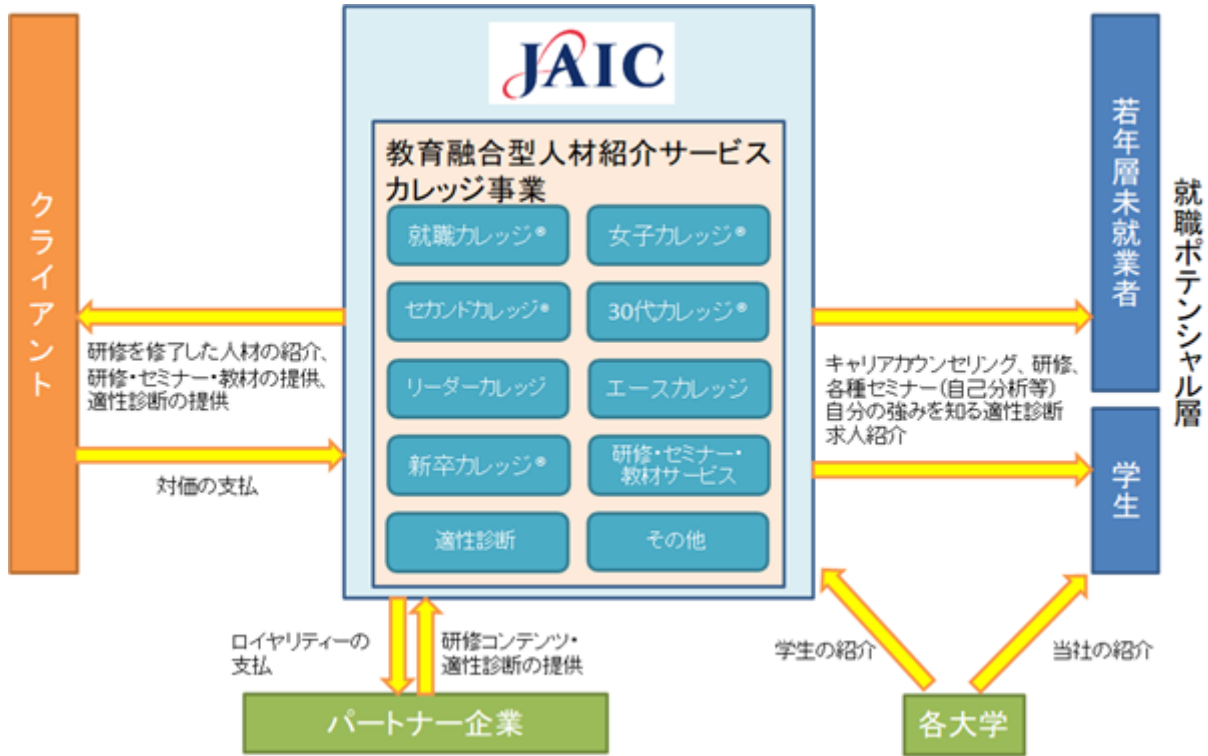 JAIC
教育融合型人材紹介サービス
カレッジ事業
就職カレッジ®
女子カレッジ®
セカンドカレッジ®
30代カレッジ®
リーダーカレッジ
エースカレッジ
新卒カレッジ®
研修・セミナー・
教材サービス
適性診断
その他
クライアント
研修を修了した人材の紹介、
研修・セミナー・教材の提供、
適性診断の提供
対価の支払
若年層未就業者
学生
就職ポテンシャル層
キャリアカウンセリング、研修、
各種セミナー(自己分析等)
自分の強みを知る適性診断
求人紹介
ロイヤリティーの
支払
研修コンテンツ・
適性診断の提供
学生の紹介
当社の紹介
パートナー企業
各大学